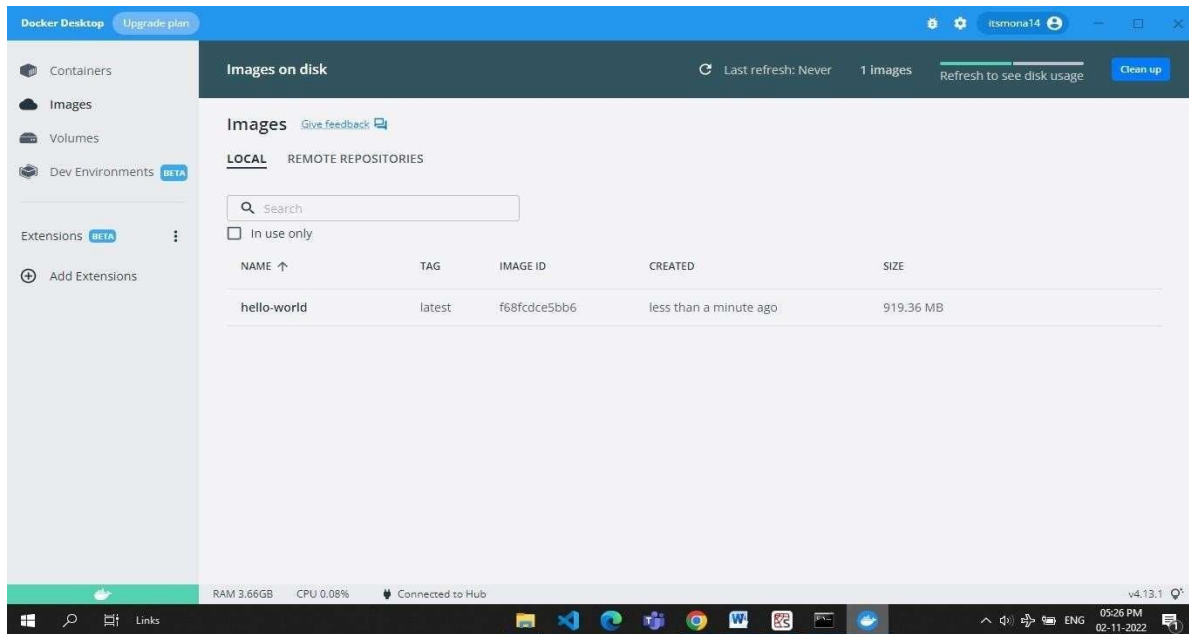 Docker Desktop Upgrade plan itsmona14
Containers
Images
Volumes
Dev Environments BETA
Extensions BETA
Add Extensions
Images on disk Last refresh: Never 1 images Refresh to see disk usage Clean up
Images Give feedback
LOCAL REMOTE REPOSITORIES
Search
In use only
NAME TAG IMAGE ID CREATED SIZE
hello-world latest f68fcdce5bb6 less than a minute ago 919.36 MB
RAM 3.66GB CPU 0.08% Connected to Hub v4.13.1
Links ENG 05:26 PM
02-11-2022